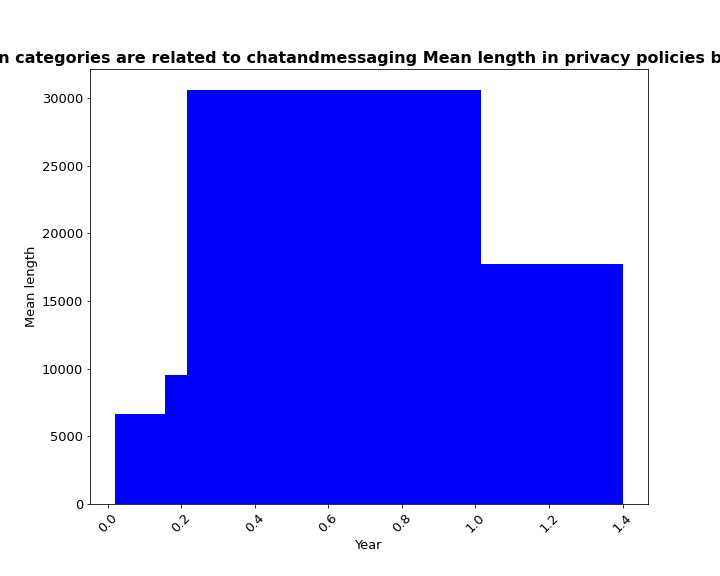 n categories are related to chatandmessaging Mean length in privacy policies b
30000
25000
20000
15000
10000
5000
0
Mean length
0.0 0.2 0.4 0.6 0.8 1.0 1.2 1.4
Year